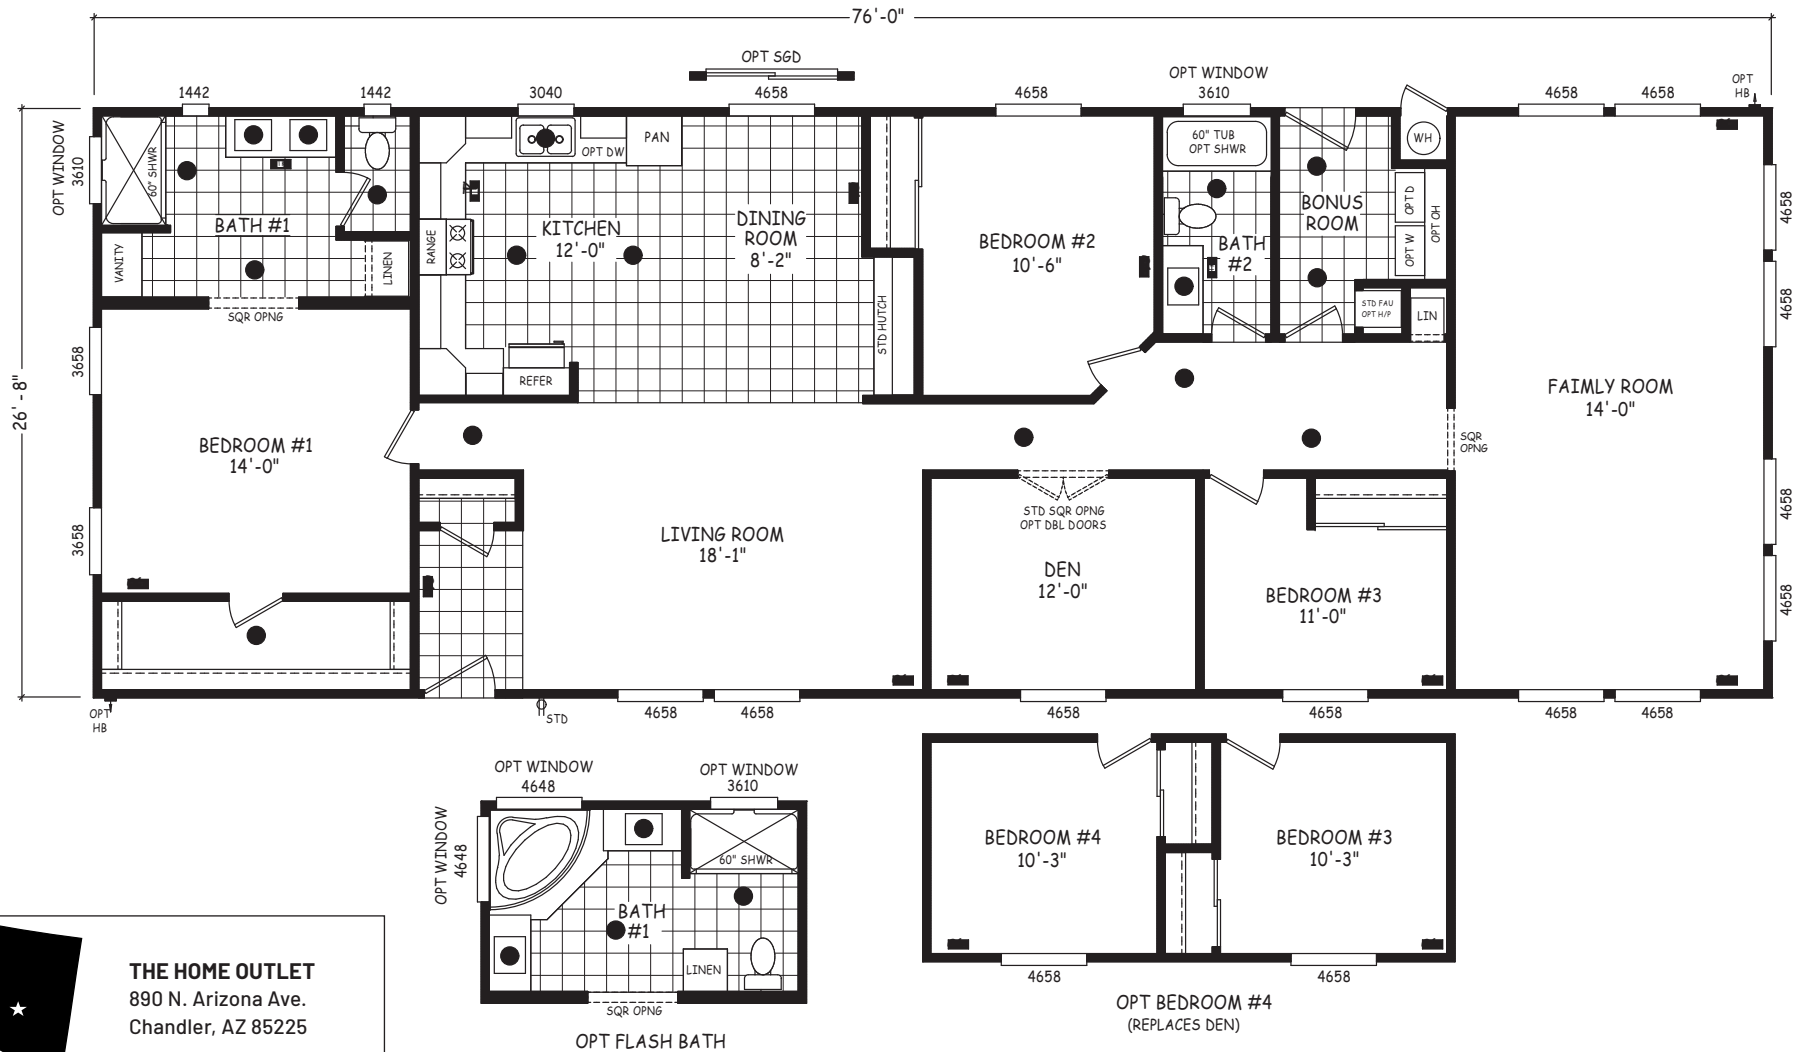 76'-0"
OPT SGD
OPT WINDOW
OPT
HB
1442
1442
3040
4658
4658
3610
4658
4658
OPT WINDOW
3610
60" SHWR
BATH #1
VANITY
LINEN
SQR OPNG
OPT DW
PAN
RANGE
KITCHEN
12'-0"
DINING
ROOM
8'-2"
REFER
STD HUTCH
BEDROOM #2
10'-6"
60" TUB
OPT SHWR
BATH
#2
BONUS
ROOM
WH
OPT D
OPT W
OPT OH
STD FAU
OPT H/P
LIN
FAIMLY ROOM
14'-0"
SQR
OPNG
4658
4658
4658
4658
26' - 8"
3658
3658
BEDROOM #1
14'-0"
LIVING ROOM
18'-1"
STD SQR OPNG
OPT DBL DOORS
DEN
12'-0"
BEDROOM #3
11'-0"
OPT
HB
STD
4658
4658
4658
4658
4658
4658
OPT WINDOW
4648
OPT WINDOW
3610
OPT WINDOW
4648
60" SHWR
BATH
#1
LINEN
SQR OPNG
OPT FLASH BATH
BEDROOM #4
10'-3"
BEDROOM #3
10'-3"
4658
4658
OPT BEDROOM #4
(REPLACES DEN)
THE HOME OUTLET
890 N. Arizona Ave.
Chandler, AZ 85225